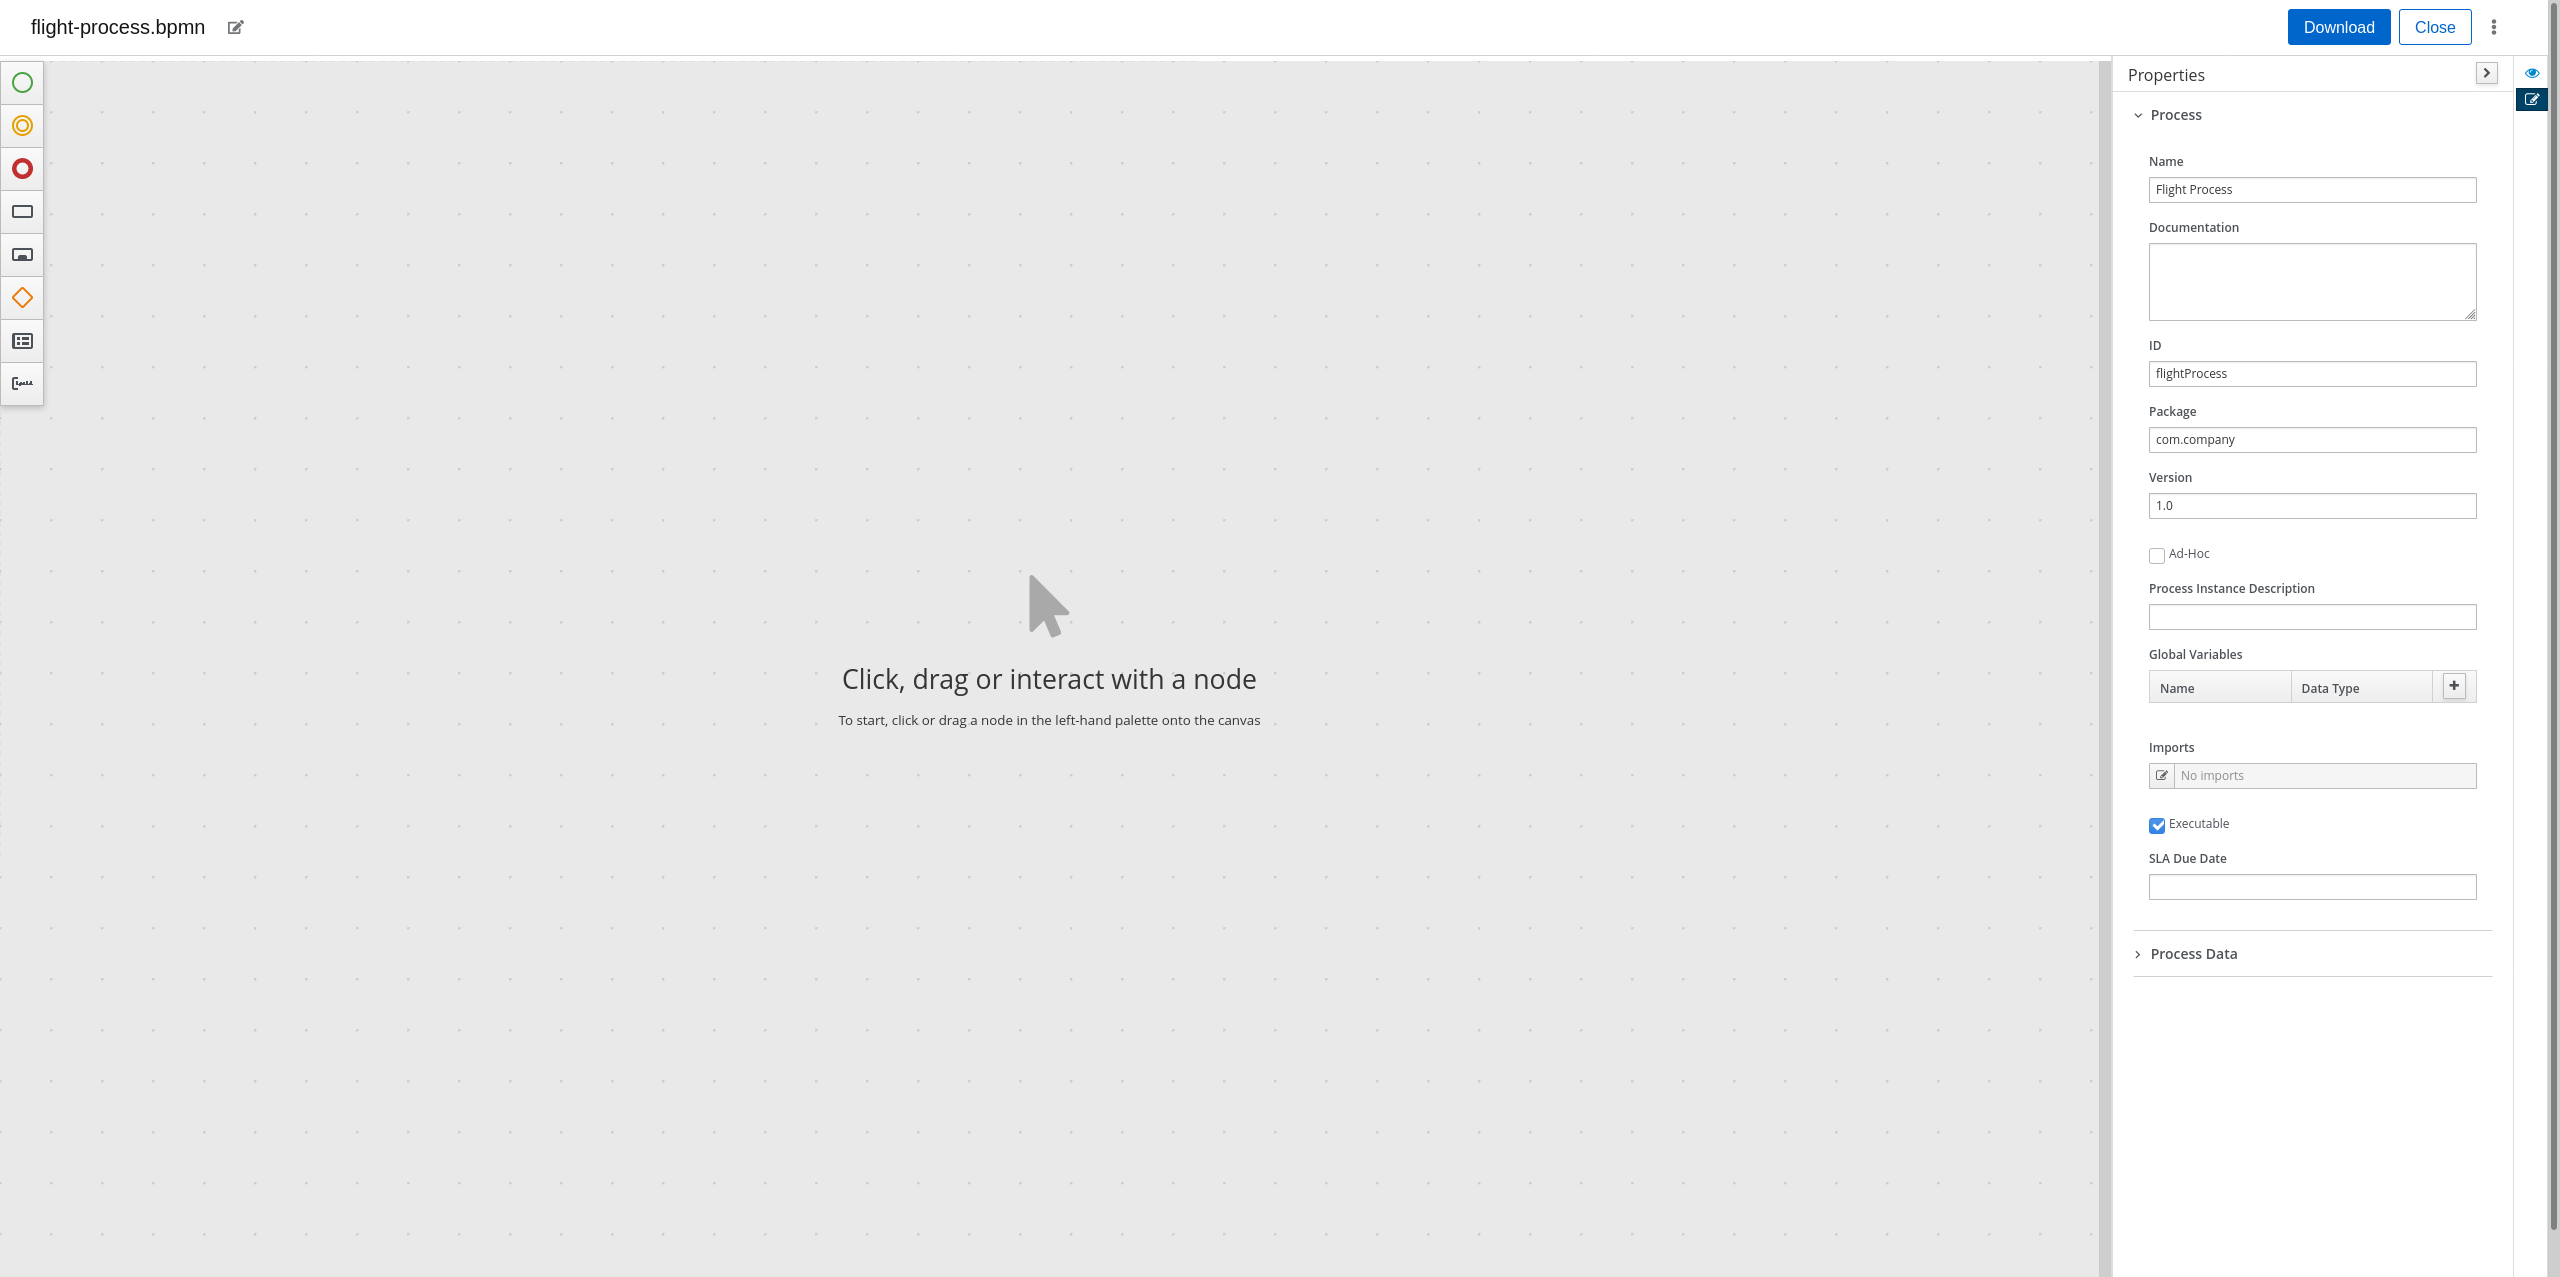 flight-process.bpmn
Download
Close
Properties
Process
Name
Flight Process
Documentation
ID
flightProcess
Package
com.company
Version
1.0
Ad-Hoc
Process Instance Description
Global Variables
Name Data Type
Imports
No imports
Executable
SLA Due Date
Process Data
Click, drag or interact with a node
To start, click or drag a node in the left-hand palette onto the canvas